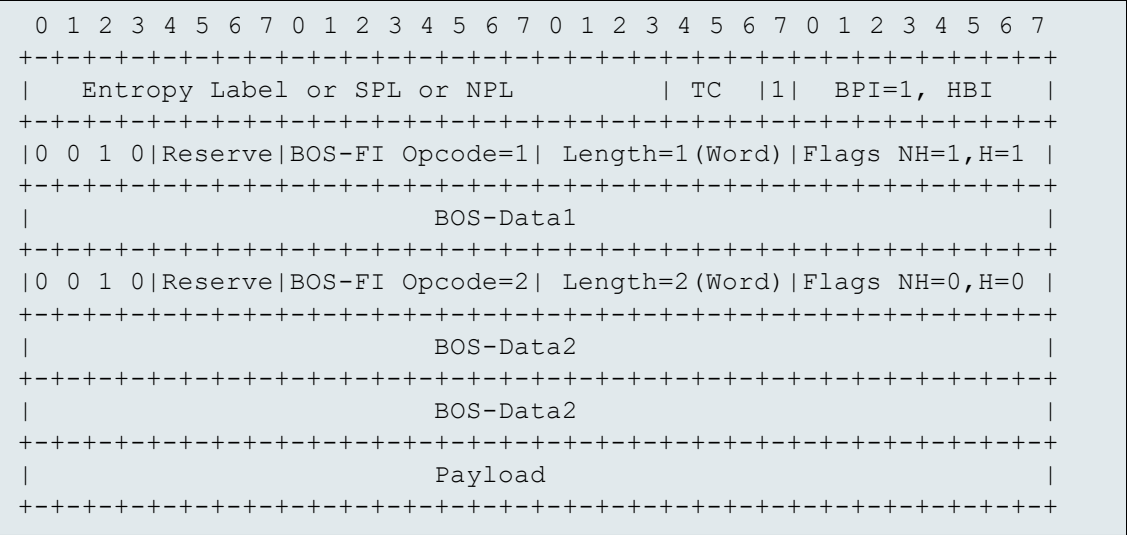 0 1 2 3 4 5 6 7 0 1 2 3 4 5 6 7 0 1 2 3 4 5 6 7 0 1 2 3 4 5 6 7
+-+-+-+-+-+-+-+-+-+-+-+-+-+-+-+-+-+-+-+-+-+-+-+-+-+-+-+-+-+-+-+-+
|   Entropy Label or SPL or NPL         | TC  |1|  BPI=1, HBI   |
+-+-+-+-+-+-+-+-+-+-+-+-+-+-+-+-+-+-+-+-+-+-+-+-+-+-+-+-+-+-+-+-+
|0 0 1 0|Reserve|BOS-FI Opcode=1| Length=1(Word)|Flags NH=1,H=1 |
+-+-+-+-+-+-+-+-+-+-+-+-+-+-+-+-+-+-+-+-+-+-+-+-+-+-+-+-+-+-+-+-+
|                         BOS-Data1                             |
+-+-+-+-+-+-+-+-+-+-+-+-+-+-+-+-+-+-+-+-+-+-+-+-+-+-+-+-+-+-+-+-+
|0 0 1 0|Reserve|BOS-FI Opcode=2| Length=2(Word)|Flags NH=0,H=0 |
+-+-+-+-+-+-+-+-+-+-+-+-+-+-+-+-+-+-+-+-+-+-+-+-+-+-+-+-+-+-+-+-+
|                         BOS-Data2                             |
+-+-+-+-+-+-+-+-+-+-+-+-+-+-+-+-+-+-+-+-+-+-+-+-+-+-+-+-+-+-+-+-+
|                         BOS-Data2                             |
+-+-+-+-+-+-+-+-+-+-+-+-+-+-+-+-+-+-+-+-+-+-+-+-+-+-+-+-+-+-+-+-+
|                         Payload                               |
+-+-+-+-+-+-+-+-+-+-+-+-+-+-+-+-+-+-+-+-+-+-+-+-+-+-+-+-+-+-+-+-+